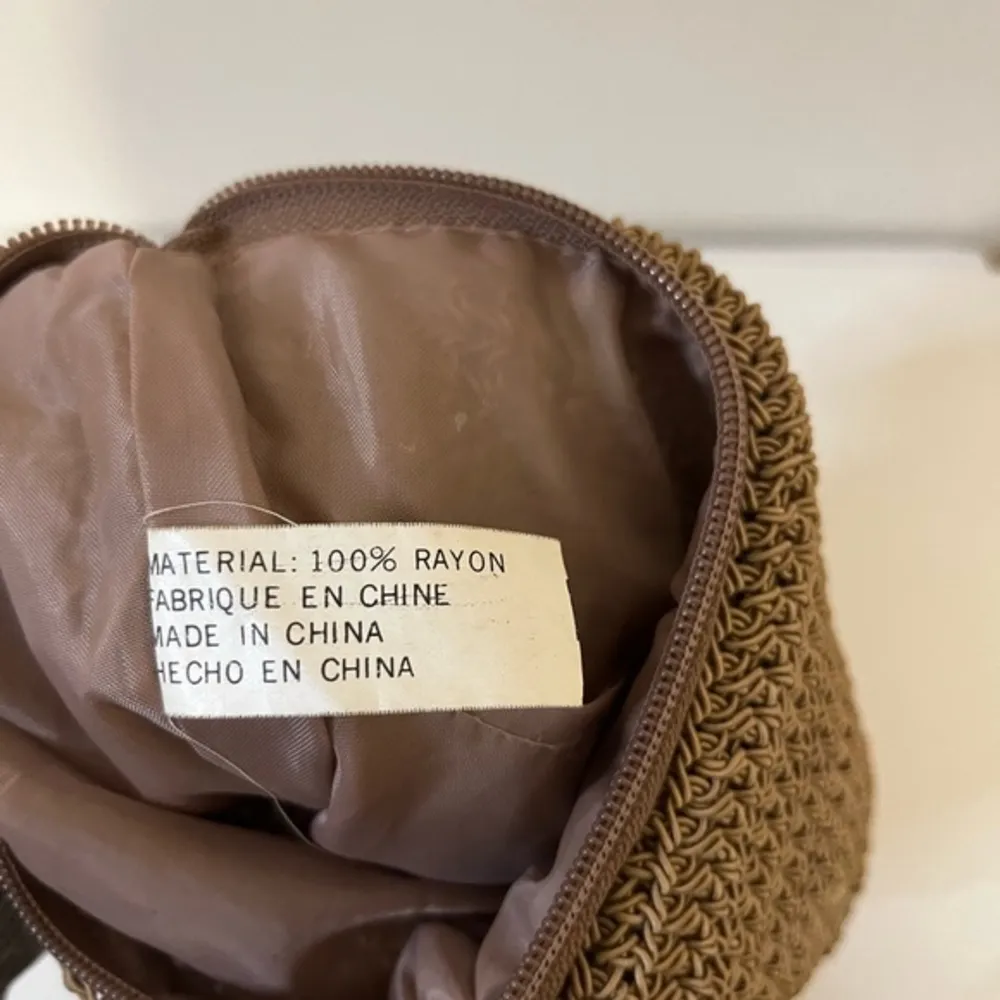 MATERIAL: 100% RAYON
FABRIQUE EN CHINE
MADE IN CHINA
HECHO EN CHINA